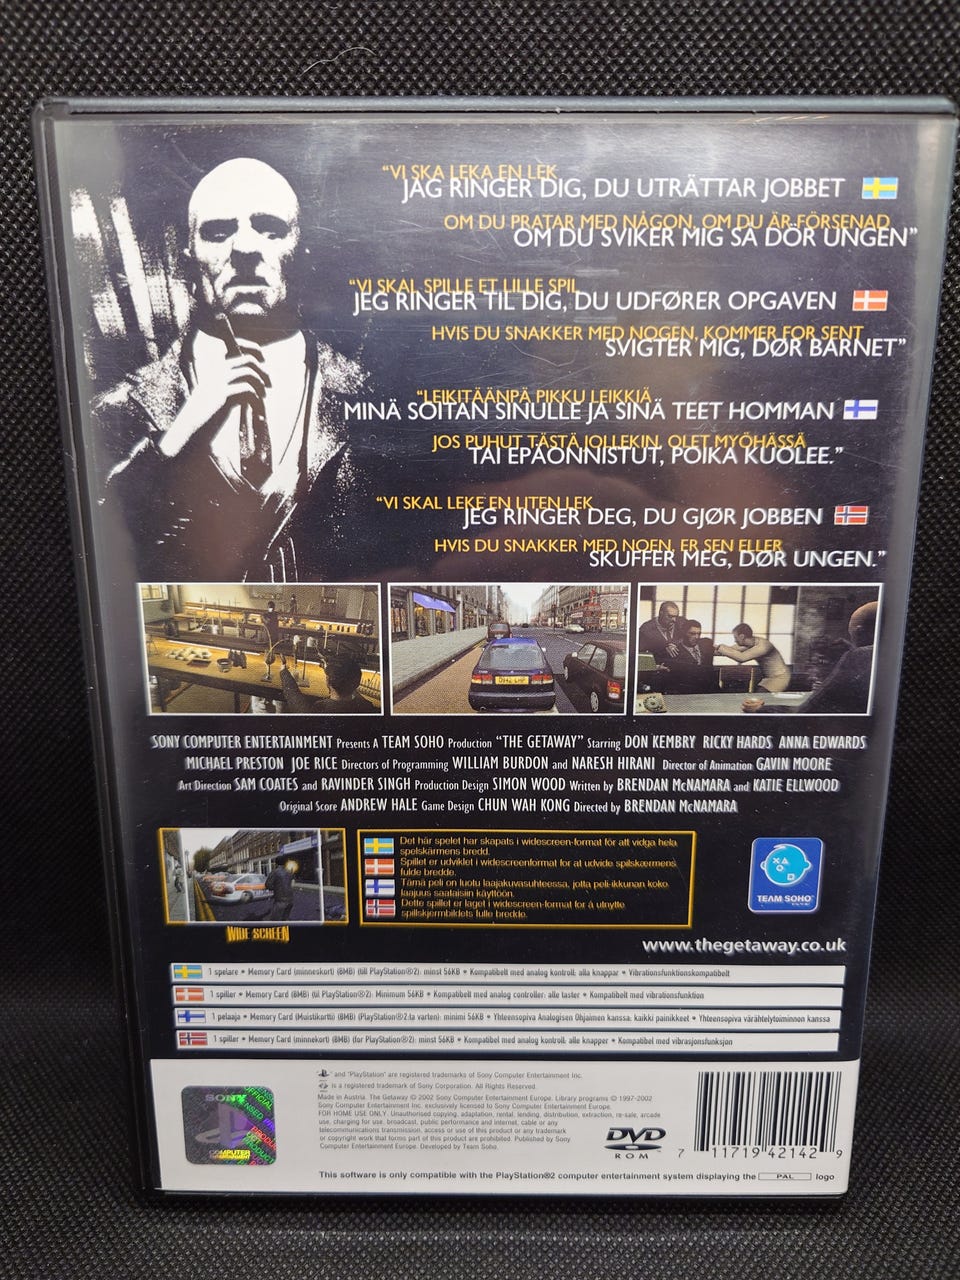 “VI SKA LEKA EN LEK
JAG RINGER DIG, DU UTRÄTTAR JOBBET
OM DU PRATAR MED NÅGON, OM DU ÄR FÖRSENAD
OM DU SVIKER MIG SÅ DÖR UNGEN”
“VI SKAL SPILLE ET LILLE SPIL
JEG RINGER TIL DIG, DU UDFØRER OPGAVEN
HVIS DU SNAKKER MED NOGEN, KOMMER FOR SENT
SVIGTER MIG, DØR BARNET”
“LEIKITÄÄNPÄ PIKKU LEIKKIÄ
MINÄ SOITAN SINULLE JA SINÄ TEET HOMMAN
JOS PUHUT TÄSTÄ JOLLEKIN, OLET MYÖHÄSSÄ
TAI EPÄONNISTUT, POIKA KUOLEE.”
“VI SKAL LEKE EN LITEN LEK
JEG RINGER DEG, DU GJØR JOBBEN
HVIS DU SNAKKER MED NOEN, ER SEN ELLER
SKUFFER MEG, DØR UNGEN.”
SONY COMPUTER ENTERTAINMENT Presents A TEAM SOHO Production “THE GETAWAY” Starring DON KEMBRY RICKY HARDS ANNA EDWARDS
MICHAEL PRESTON JOE RICE Directors of Programming WILLIAM BURDON and NARESH HIRANI Director of Animation GAVIN MOORE
Art Direction SAM COATES and RAVINDER SINGH Production Design SIMON WOOD Written by BRENDAN McNAMARA and KATIE ELLWOOD
Original Score ANDREW HALE Game Design CHUN WAH KONG Directed by BRENDAN McNAMARA
Det här spelet har skapats i widescreen-format för att vidga hela
spelskärmens bredd.
Spillet er udviklet i widescreenformat for at udvide spilskærmens
fulde bredde.
Tämä peli on luotu laajakuvasuhteessa, jotta peli-ikkunan koko
laajuus saataisiin käyttöön.
Dette spillet er laget i widescreen-format for å utnytte
spillskjermbildets fulle bredde.
WIDE SCREEN
TEAM SOHO
www.thegetaway.co.uk
1 spelare • Memory Card (minneskort) (8MB) (till PlayStation®2): minst 56KB • Kompatibelt med analog kontroll: alla knappar • Vibrationsfunktionskompatibelt
1 spiller • Memory Card (8MB) (til PlayStation®2): Minimum 56KB • Kompatibelt med analog controller: alle taster • Kompatibelt med vibrationsfunktion
1 pelaaja • Memory Card (Muistikortti) (8MB) (PlayStation®2:ta varten): minimi 56KB • Yhteensopiva Analogisen Ohjaimen kanssa: kaikki painikkeet • Yhteensopiva värähtelytoiminnon kanssa
1 spiller • Memory Card (minnekort) (8MB) (for PlayStation®2): minst 56KB • Kompatibel med analog kontroll: alle knapper • Kompatibel med vibrasjonsfunksjon
and "PlayStation" are registered trademarks of Sony Computer Entertainment Inc.
is a registered trademark of Sony Corporation. All Rights Reserved.
Made in Austria. The Getaway © 2002 Sony Computer Entertainment Europe. Library programs © 1997-2002
Sony Computer Entertainment Inc. exclusively licensed to Sony Computer Entertainment Europe.
FOR HOME USE ONLY. Unauthorised copying, adaptation, rental, lending, distribution, extraction, re-sale, arcade
use, charging for use, broadcast, public performance and internet, cable or any
telecommunications transmission, access or use of this product or any trademark
or copyright work that forms part of this product are prohibited. Published by Sony
Computer Entertainment Europe. Developed by Team Soho.
SONY
COMPUTER
ENTERTAINMENT
OFFICIAL
LICENSED
PRODUCT
DVD
ROM
7 11719 42142 9
This software is only compatible with the PlayStation®2 computer entertainment system displaying the PAL logo